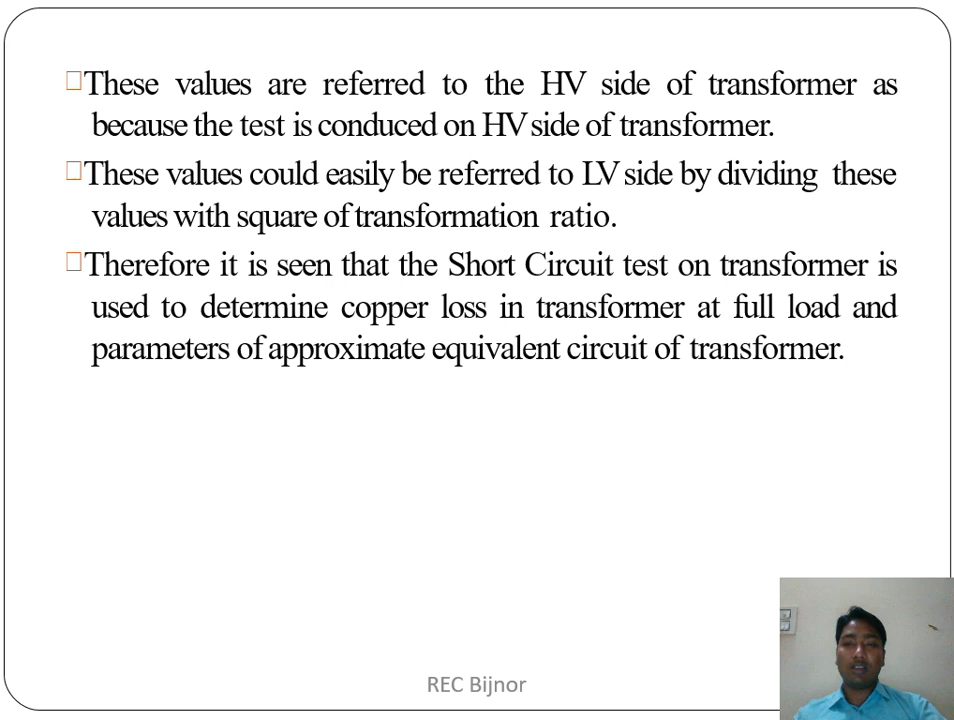 These values are referred to the HV side of transformer as
because the test is conduced on HV side of transformer.
These values could easily be referred to LV side by dividing these
values with square of transformation ratio.
Therefore it is seen that the Short Circuit test on transformer is
used to determine copper loss in transformer at full load and
parameters of approximate equivalent circuit of transformer.
REC Bijnor